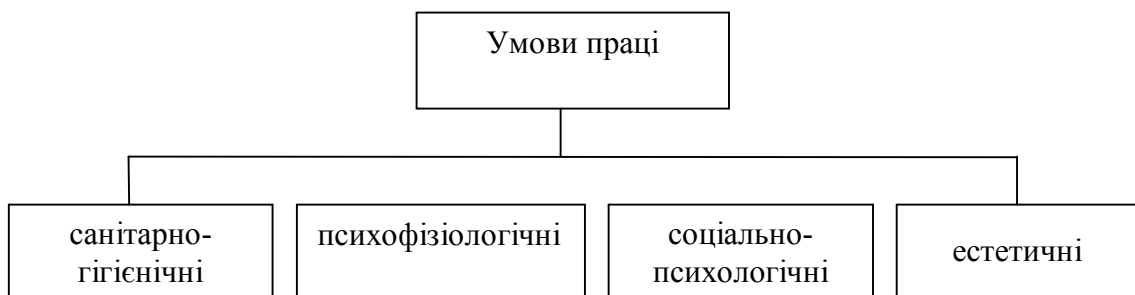 Умови праці
санітарно-
гігієнічні
психофізіологічні
соціально-
психологічні
естетичні